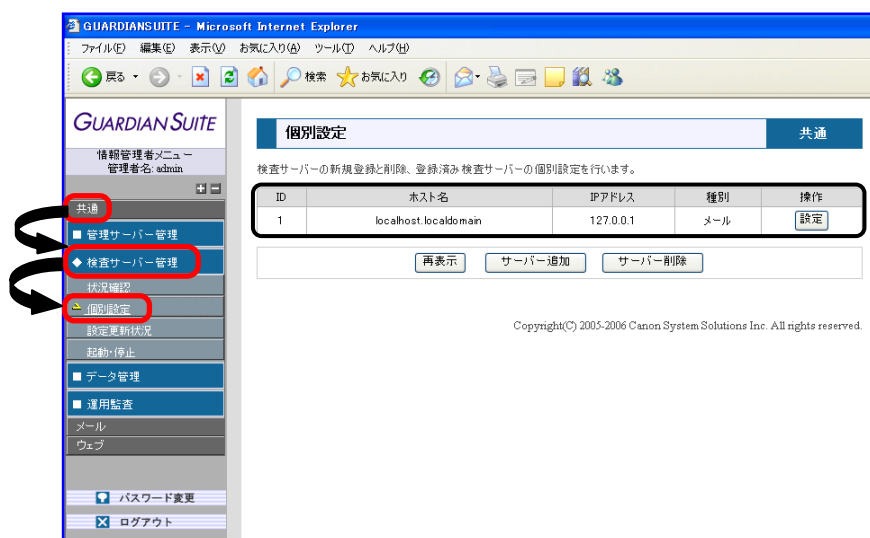 GUARDIANSUITE - Microsoft Internet Explorer
ファイル(F) 編集(E) 表示(V) お気に入り(A) ツール(T) ヘルプ(H)
戻る 検索 お気に入り
GUARDIANSUITE
情報管理者メニュー
管理者名: admin
共通
管理サーバー管理
検査サーバー管理
状況確認
個別設定
設定更新状況
起動・停止
データ管理
運用監査
メール
ウェブ
パスワード変更
ログアウト
個別設定 共通
検査サーバーの新規登録と削除、登録済み検査サーバーの個別設定を行います。
ID ホスト名 IPアドレス 種別 操作
1 localhost.localdomain 127.0.0.1 メール 設定
再表示 サーバー追加 サーバー削除
Copyright(C) 2005-2006 Canon System Solutions Inc. All rights reserved.